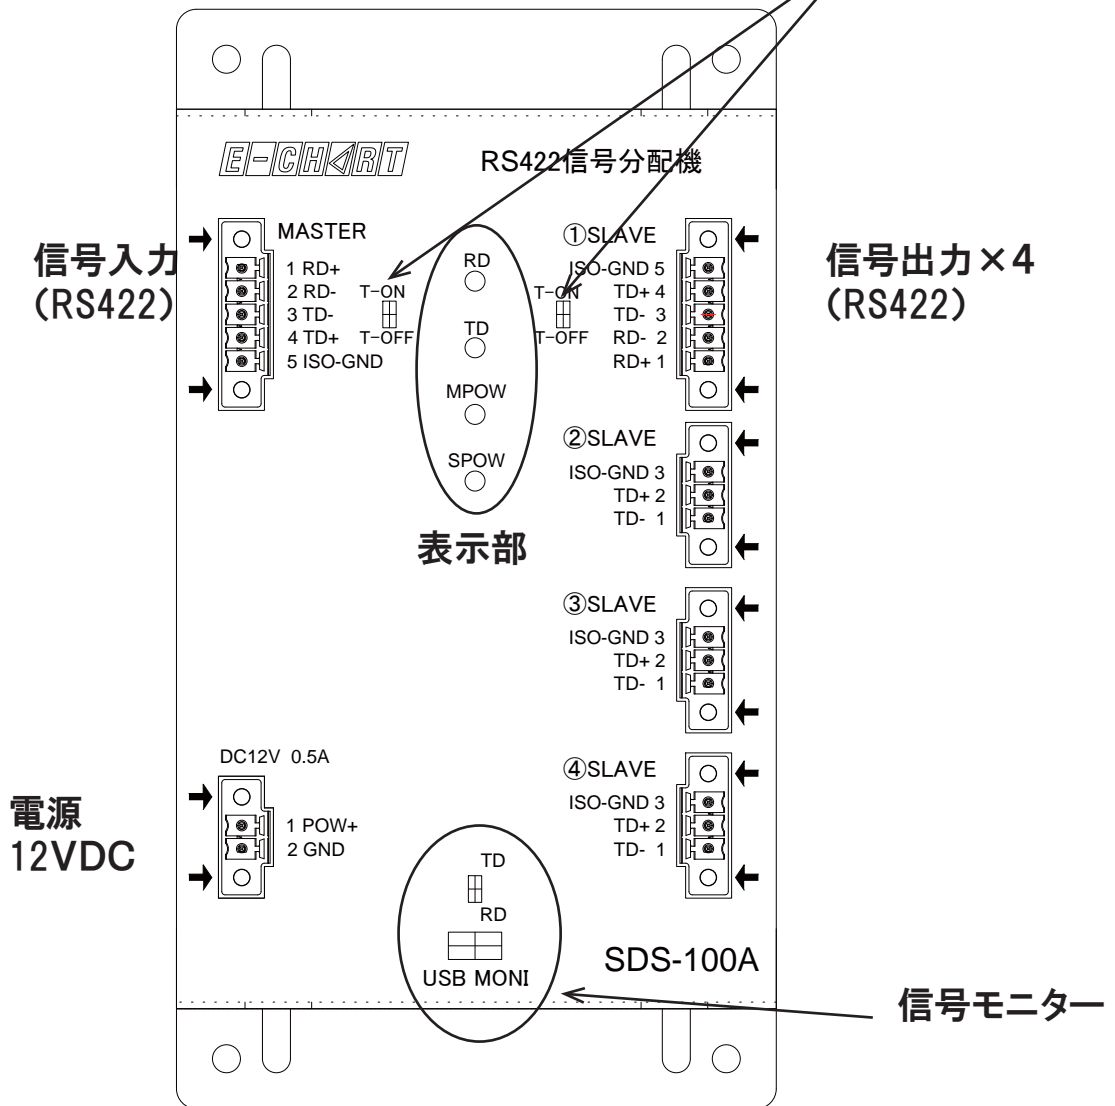 E-CHART
RS422信号分配機
信号入力
(RS422)
MASTER
1 RD+
2 RD-
3 TD-
4 TD+
5 ISO-GND
T-ON
T-OFF
RD
TD
MPOW
SPOW
表示部
T-ON
T-OFF
①SLAVE
ISO-GND 5
TD+ 4
TD- 3
RD- 2
RD+ 1
信号出力×4
(RS422)
②SLAVE
ISO-GND 3
TD+ 2
TD- 1
③SLAVE
ISO-GND 3
TD+ 2
TD- 1
④SLAVE
ISO-GND 3
TD+ 2
TD- 1
DC12V 0.5A
電源
12VDC
1 POW+
2 GND
TD
RD
USB MONI
SDS-100A
信号モニター